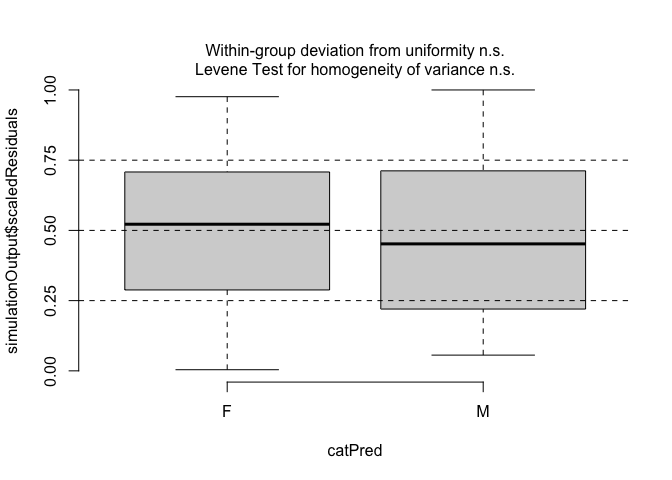 Within-group deviation from uniformity n.s.
Levene Test for homogeneity of variance n.s.
simulationOutput$scaledResiduals
1.00
0.75
0.50
0.25
0.00
F M
catPred